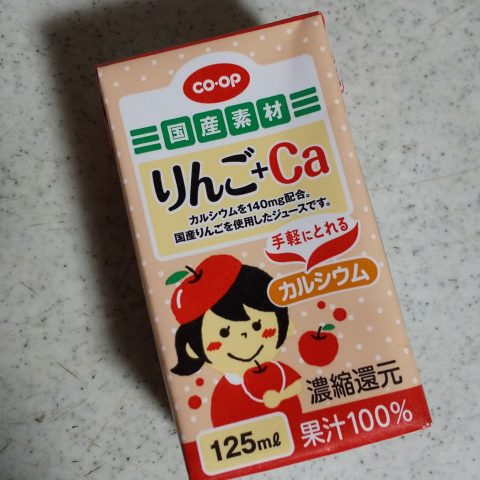 CO·OP
国産素材
りんご+Ca
カルシウムを140mg配合。
国産りんごを使用したジュースです。
手軽にとれる
カルシウム
濃縮還元
125mℓ
果汁100%